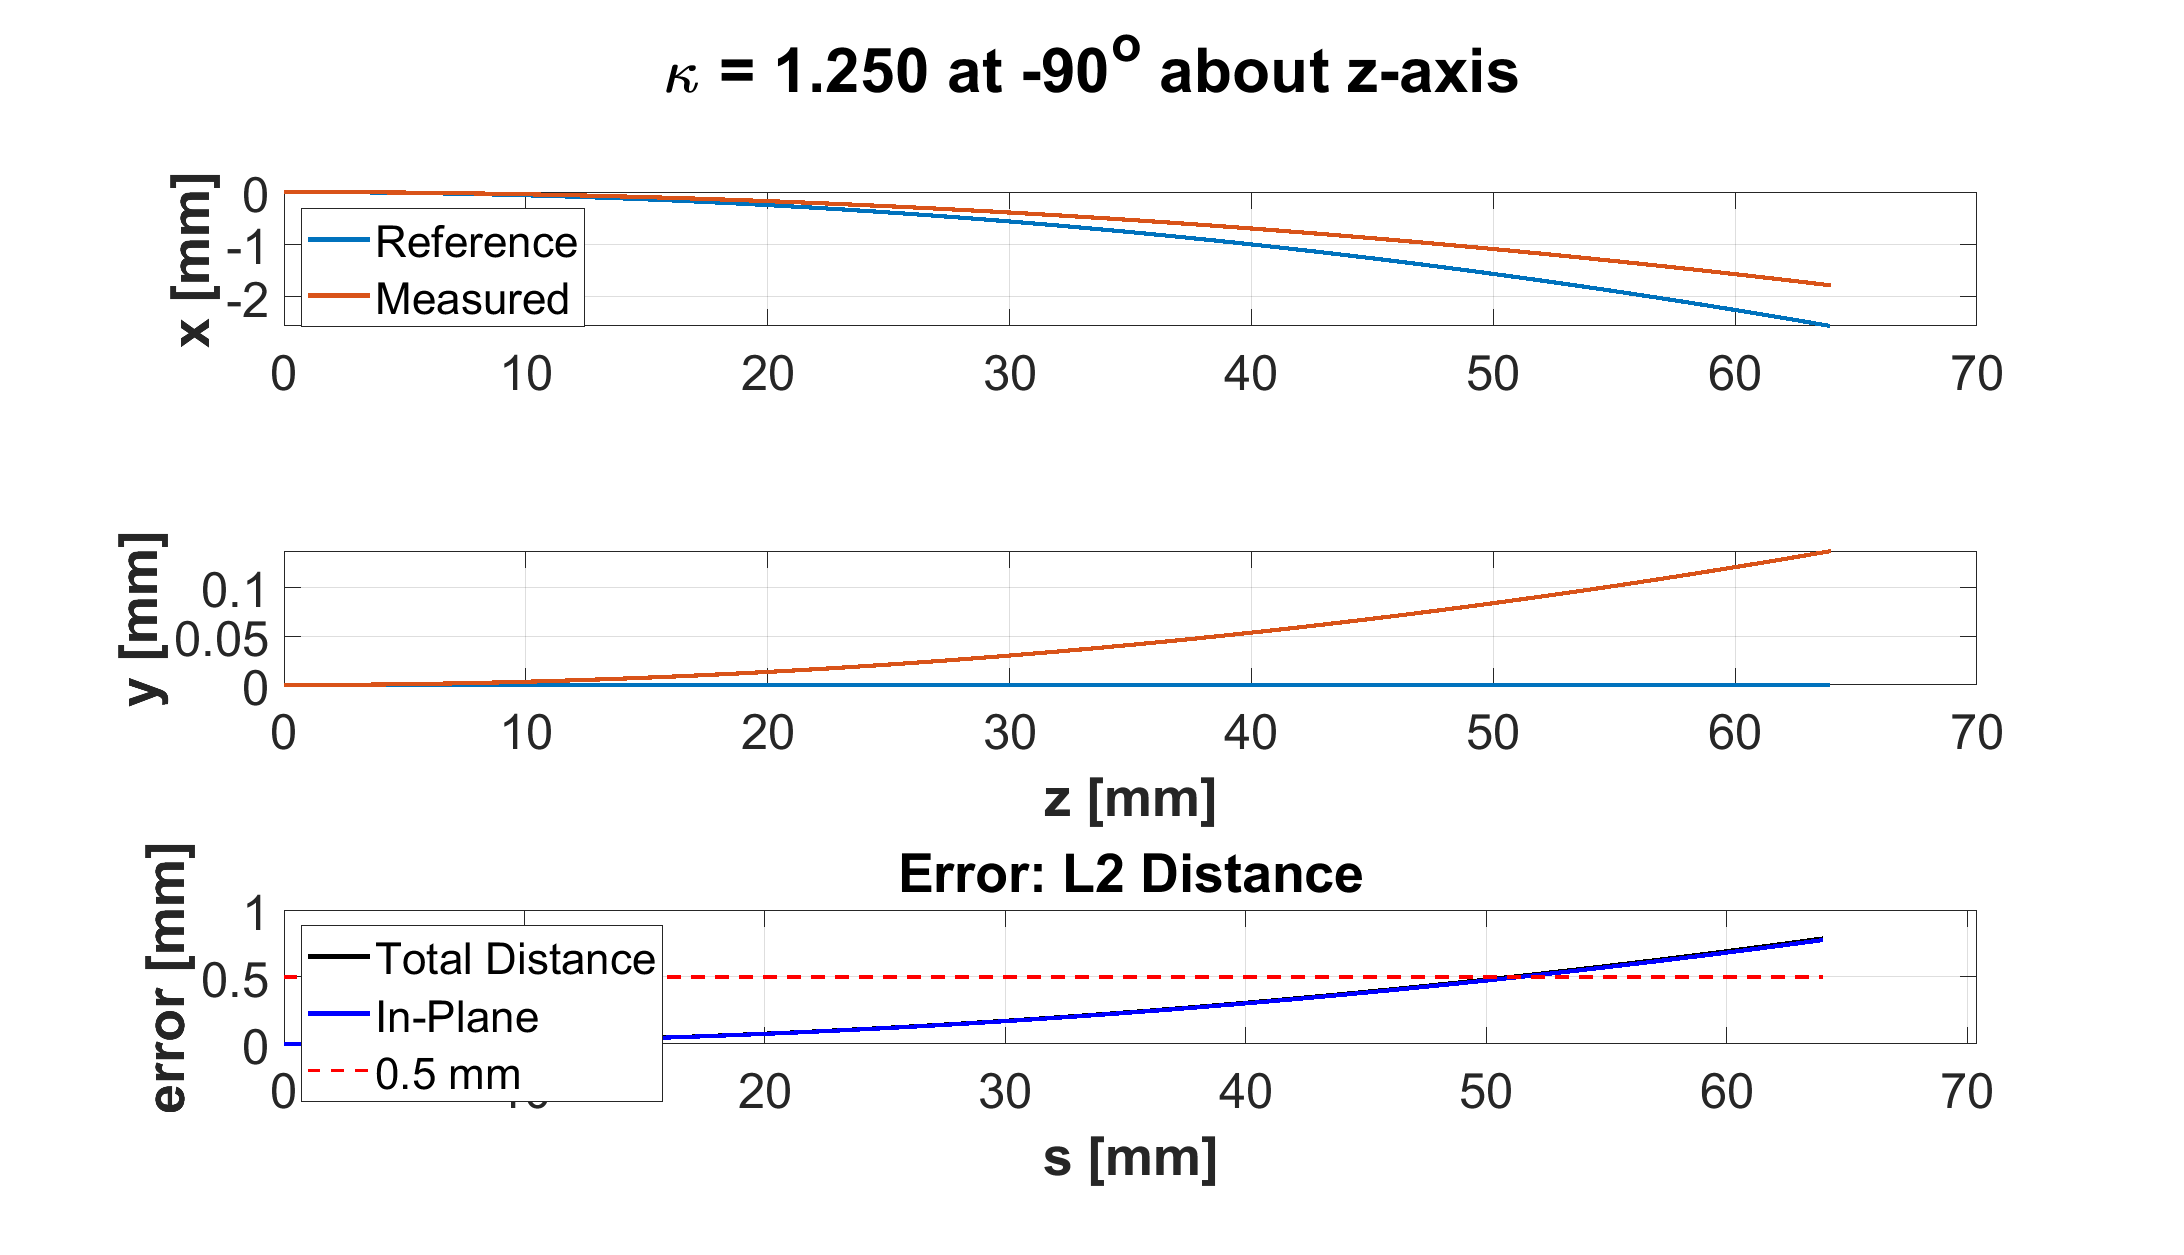 κ = 1.250 at -90° about z-axis
x [mm]
0
-1
-2
Reference
Measured
0 10 20 30 40 50 60 70
y [mm]
0.1
0.05
0
0 10 20 30 40 50 60 70
z [mm]
Error: L2 Distance
error [mm]
1
0.5
0
Total Distance
In-Plane
0.5 mm
0 20 30 40 50 60 70
s [mm]